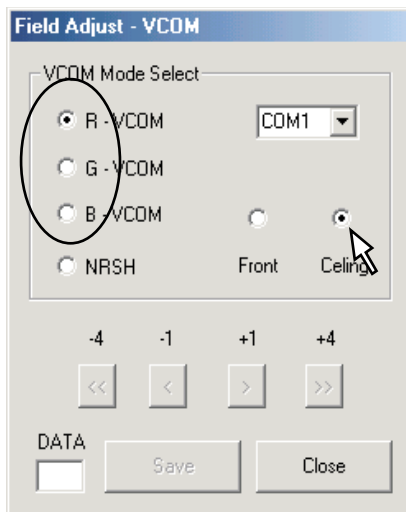 Field Adjust - VCOM
VCOM Mode Select
R - VCOM COM1
G - VCOM
B - VCOM
NRSH Front Celing
-4 -1 +1 +4
<< < > >>
DATA
Save Close